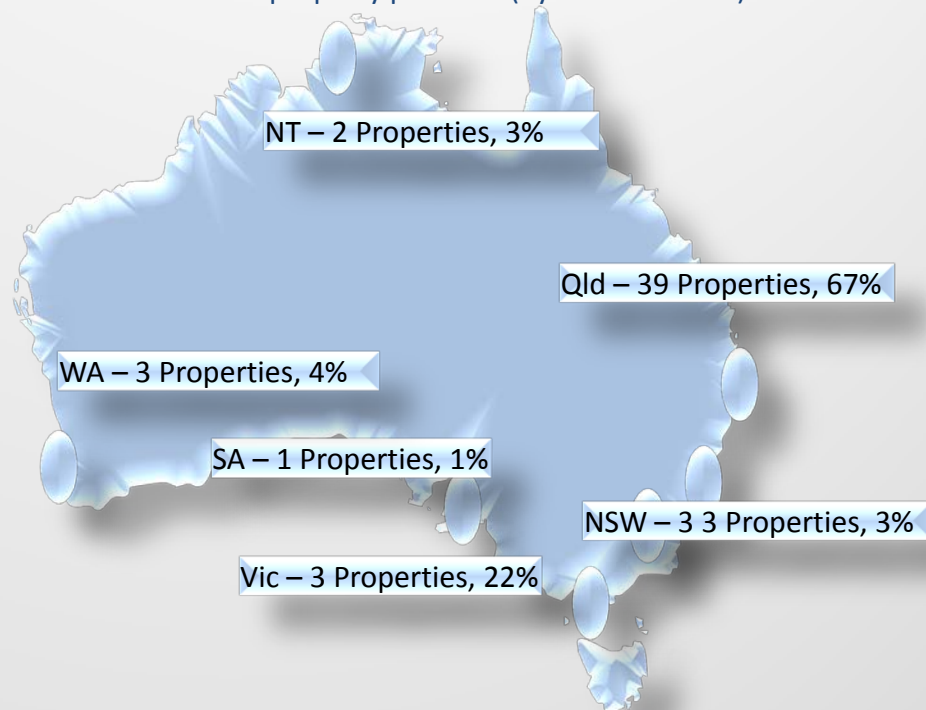 NT – 2 Properties, 3%
Qld – 39 Properties, 67%
WA – 3 Properties, 4%
SA – 1 Properties, 1%
NSW – 3 3 Properties, 3%
Vic – 3 Properties, 22%